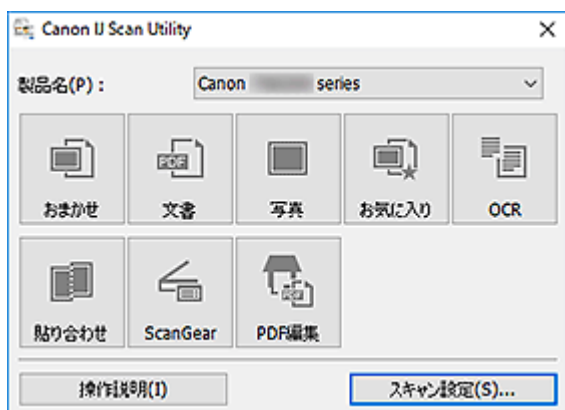 Canon IJ Scan Utility
製品名(P) : Canon series
おまかせ 文書 写真 お気に入り OCR
PDF
貼り合わせ ScanGear PDF編集
操作説明(I) スキャン設定(S)...